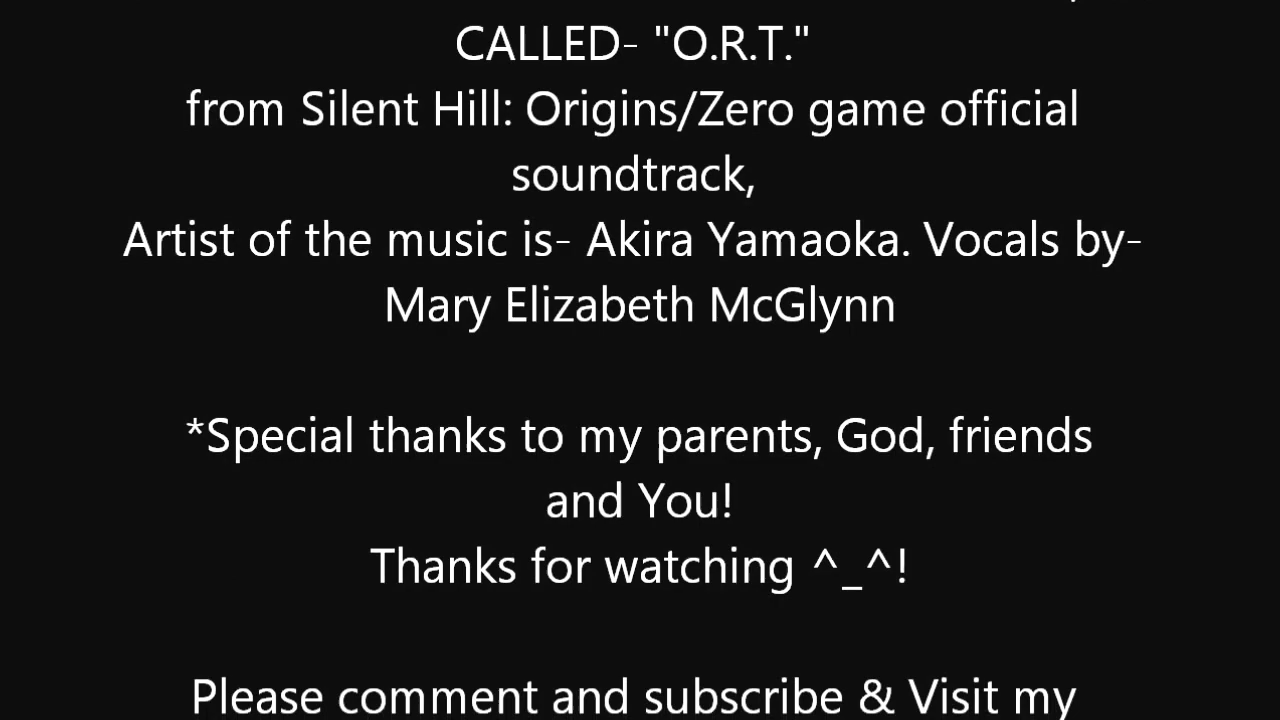 CALLED- "O.R.T."
from Silent Hill: Origins/Zero game official
soundtrack,
Artist of the music is- Akira Yamaoka. Vocals by-
Mary Elizabeth McGlynn
*Special thanks to my parents, God, friends
and You!
Thanks for watching ^_^!
Please comment and subscribe & Visit my